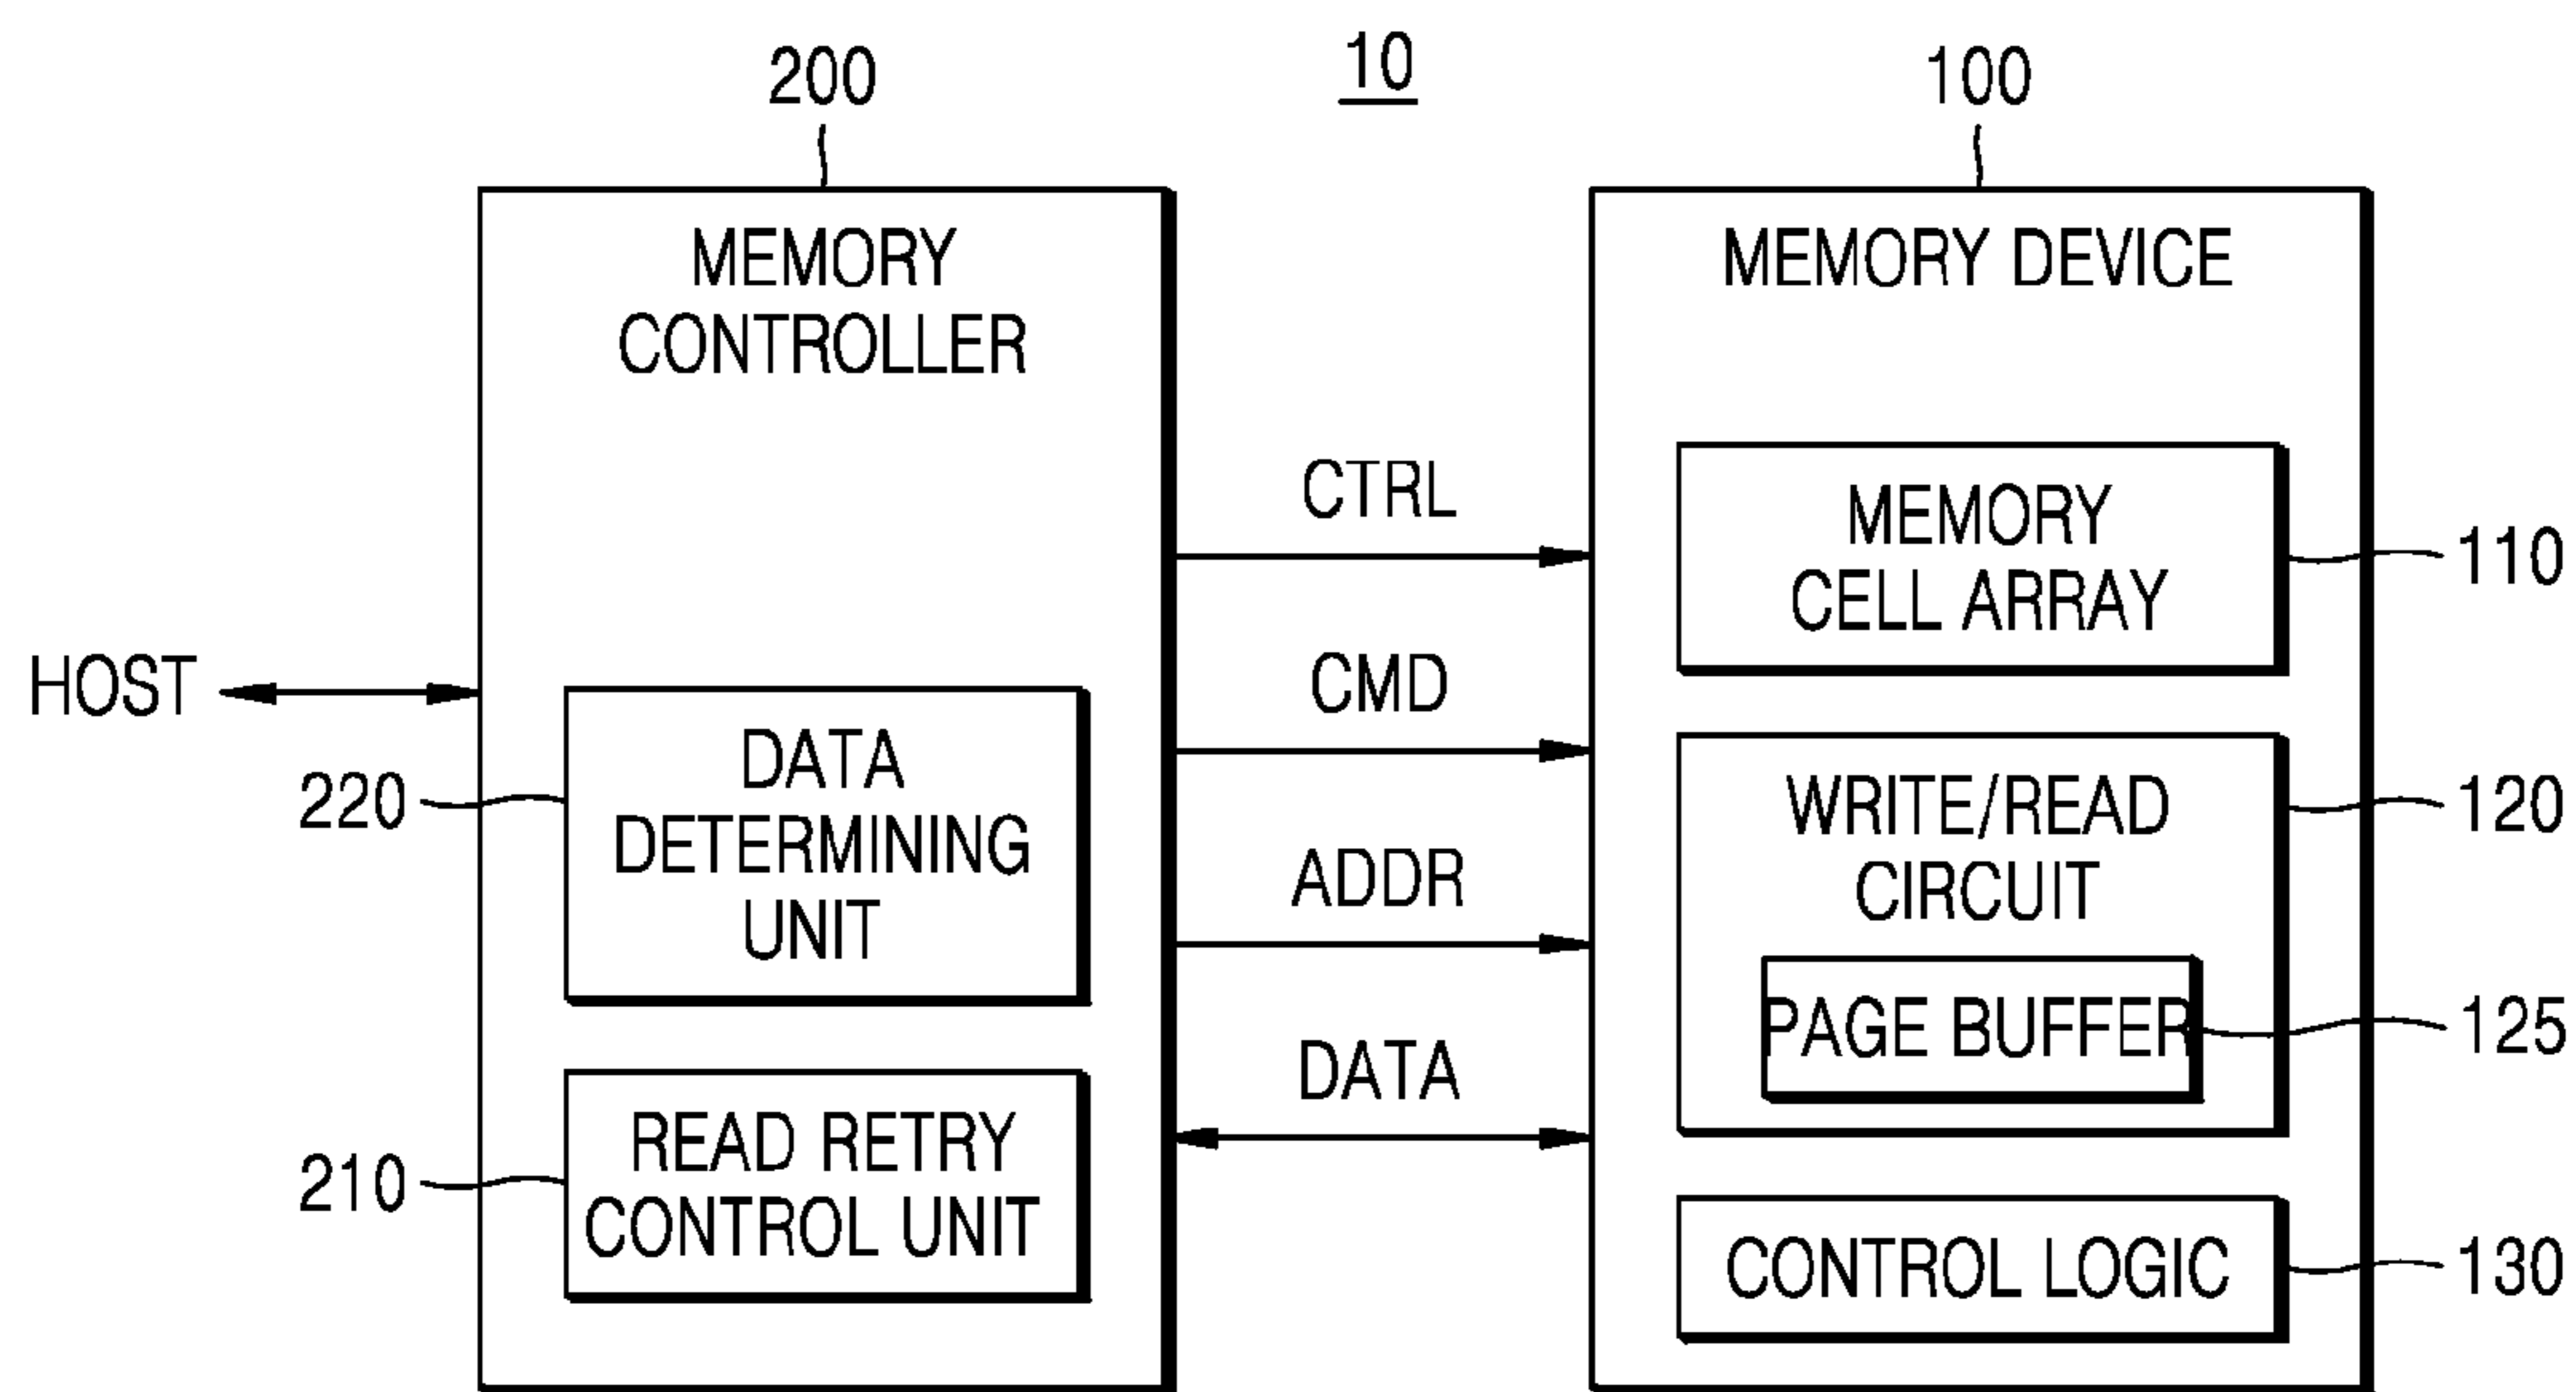 10
200
100
MEMORY
CONTROLLER
MEMORY DEVICE
CTRL
MEMORY
CELL ARRAY
110
HOST
CMD
DATA
DETERMINING
UNIT
220
WRITE/READ
CIRCUIT
120
ADDR
PAGE BUFFER
125
DATA
READ RETRY
CONTROL UNIT
210
CONTROL LOGIC
130